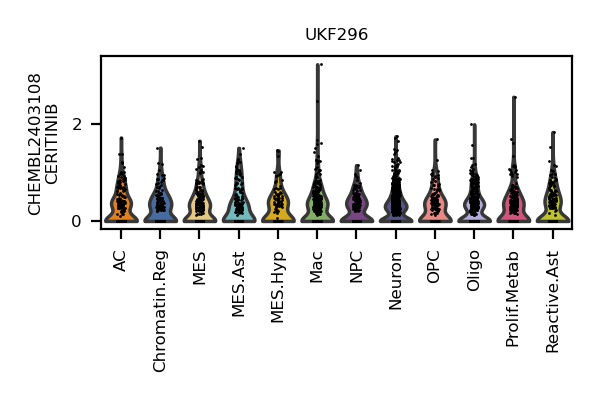 UKF296
CHEMBL2403108
CERITINIB
2
0
AC
Chromatin.Reg
MES
MES.Ast
MES.Hyp
Mac
NPC
Neuron
OPC
Oligo
Prolif.Metab
Reactive.Ast